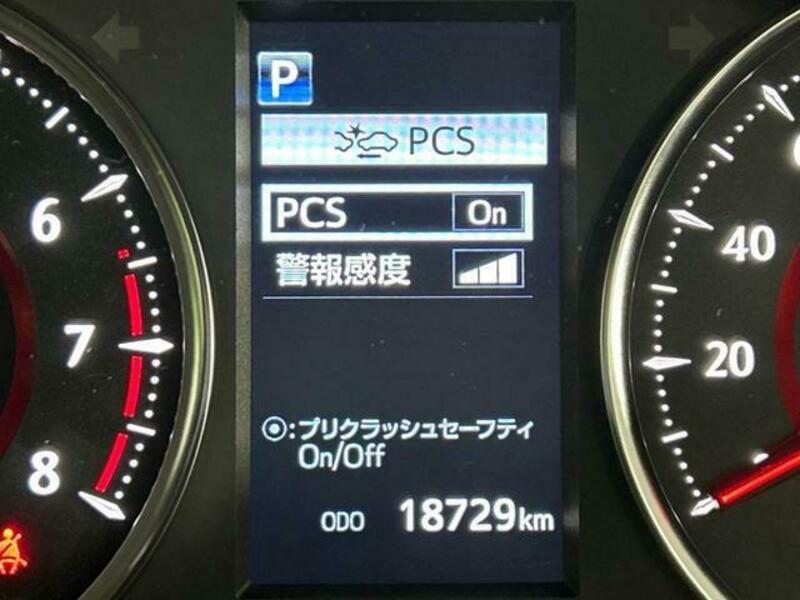 P
PCS
PCS On
警報感度
◉:プリクラッシュセーフティ
On/Off
ODO 18729km
6
7
8
40
20